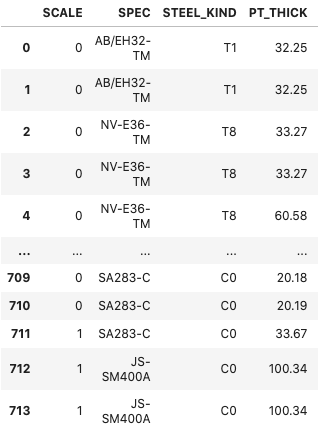 SCALE SPEC STEEL_KIND PT_THICK
0 0 AB/EH32-TM T1 32.25
1 0 AB/EH32-TM T1 32.25
2 0 NV-E36-TM T8 33.27
3 0 NV-E36-TM T8 33.27
4 0 NV-E36-TM T8 60.58
... ... ... ... ...
709 0 SA283-C C0 20.18
710 0 SA283-C C0 20.19
711 1 SA283-C C0 33.67
712 1 JS-SM400A C0 100.34
713 1 JS-SM400A C0 100.34